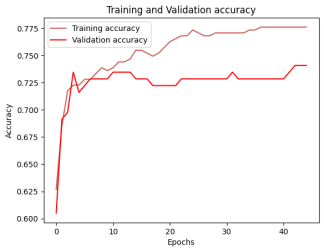 Training and Validation accuracy
Training accuracy
Validation accuracy
0.775
0.750
0.725
0.700
0.675
0.650
0.625
0.600
Accuracy
0
10
20
30
40
Epochs